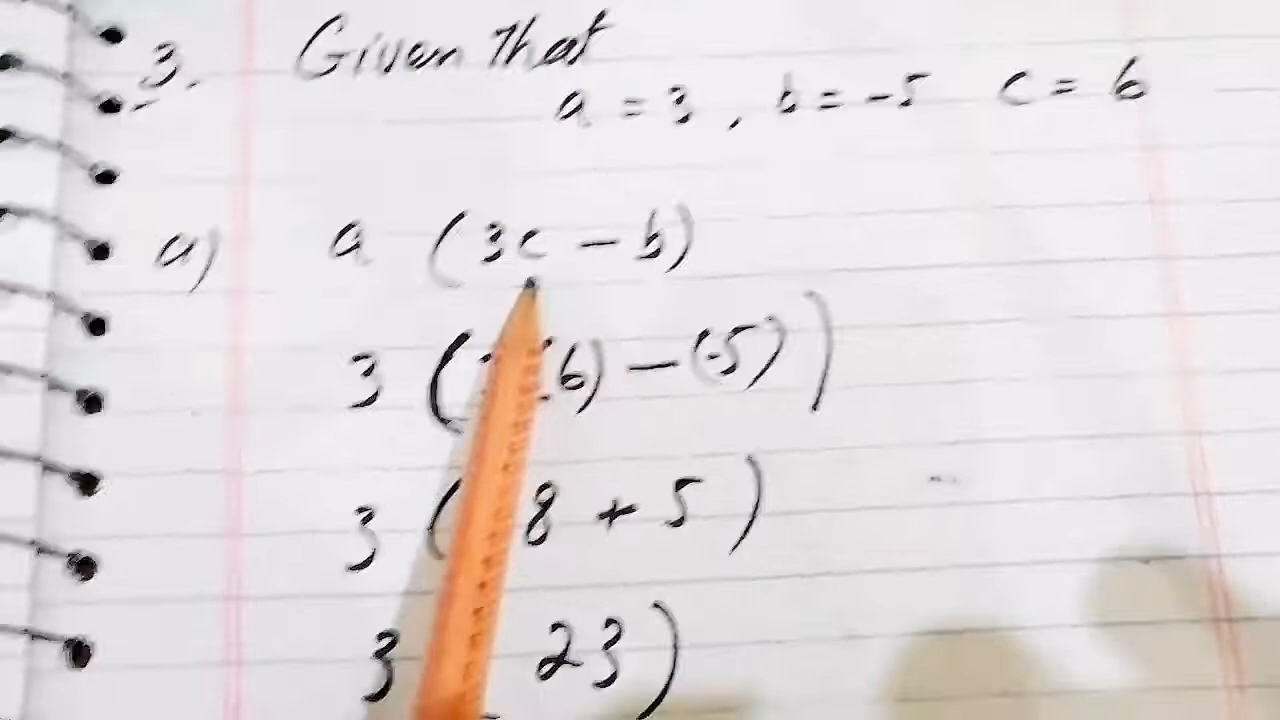 3. Given that
a = 3, b = -5 c = 6
a) a (3c - b)
3 ( (6) - (-5))
3 ( 8 + 5 )
3 23)